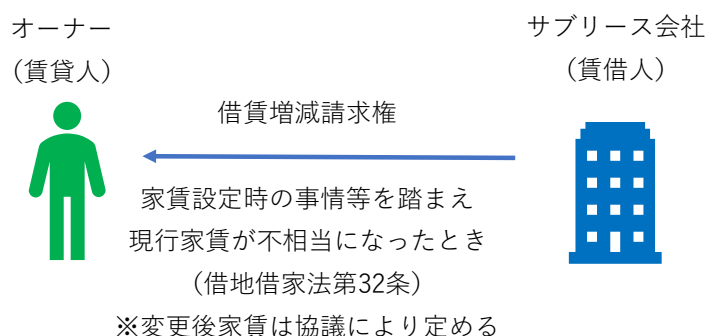 オーナー
(賃貸人)
サブリース会社
(賃借人)
借賃増減請求権
家賃設定時の事情等を踏まえ
現行家賃が不相当になったとき
(借地借家法第32条)
※変更後家賃は協議により定める